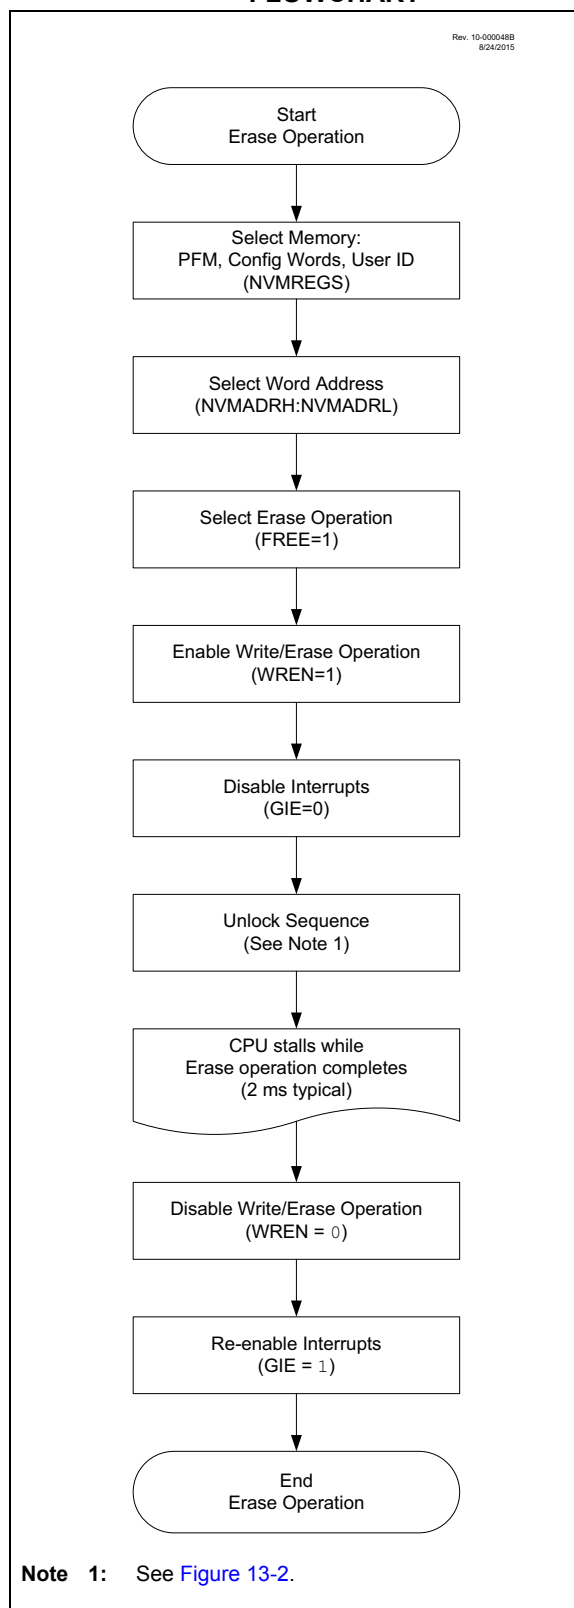 FLOWCHART
Rev. 10-000048B
8/24/2015
Start
Erase Operation
Select Memory:
PFM, Config Words, User ID
(NVMREGS)
Select Word Address
(NVMADRH:NVMADRL)
Select Erase Operation
(FREE=1)
Enable Write/Erase Operation
(WREN=1)
Disable Interrupts
(GIE=0)
Unlock Sequence
(See Note 1)
CPU stalls while
Erase operation completes
(2 ms typical)
Disable Write/Erase Operation
(WREN = 0)
Re-enable Interrupts
(GIE = 1)
End
Erase Operation
Note 1: See Figure 13-2.